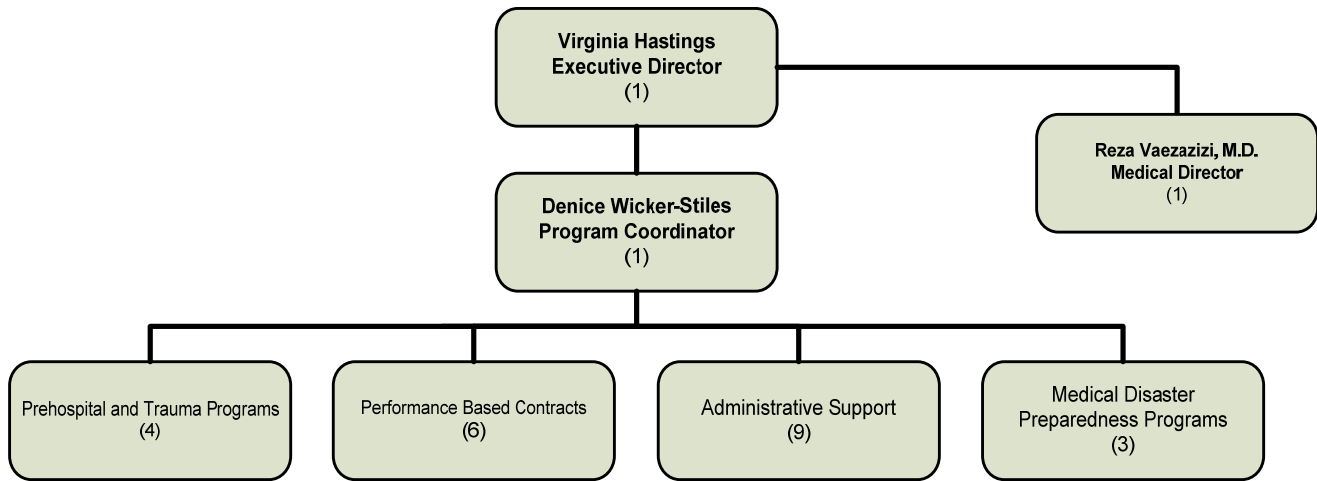 Virginia Hastings
Executive Director
(1)
Reza Vaezazizi, M.D.
Medical Director
(1)
Denice Wicker-Stiles
Program Coordinator
(1)
Prehospital and Trauma Programs
(4)
Performance Based Contracts
(6)
Administrative Support
(9)
Medical Disaster
Preparedness Programs
(3)